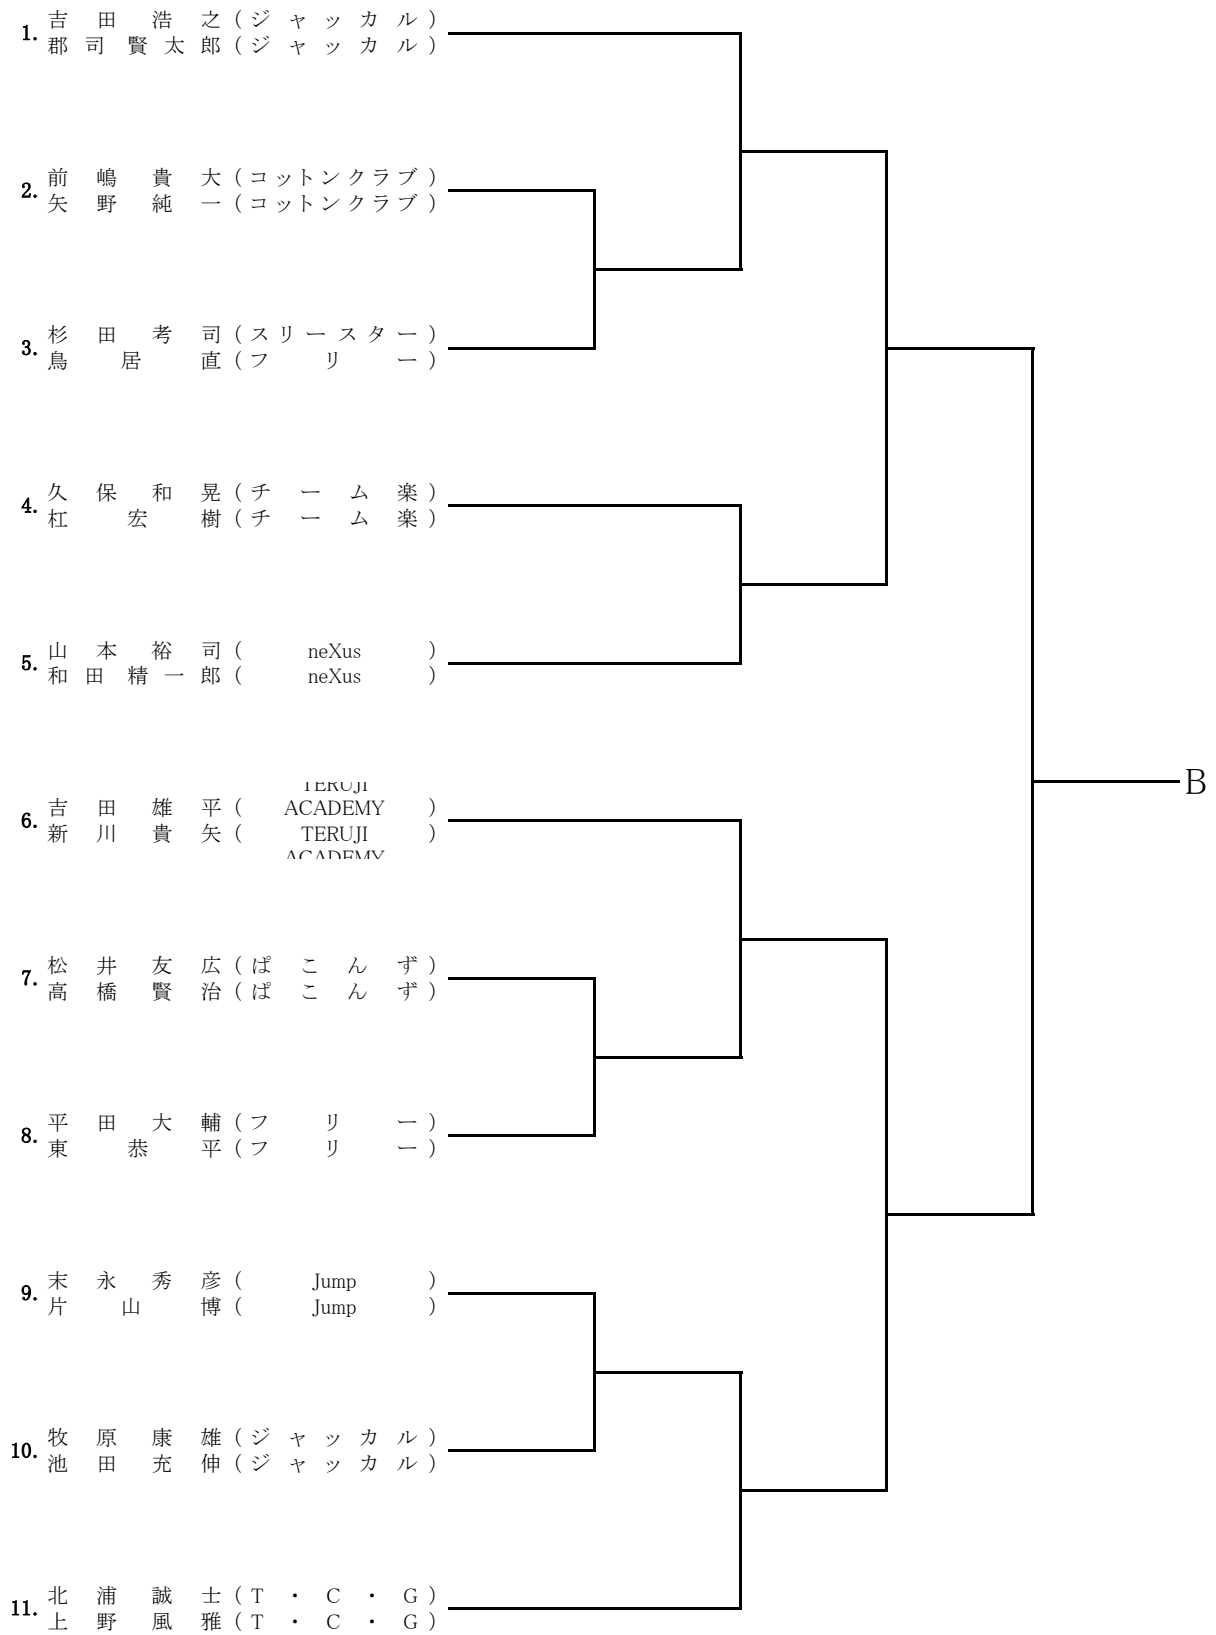 1.
吉田浩之(ジャッカル)
郡司賢太郎(ジャッカル)
2.
前嶋貴大(コットンクラブ)
矢野純一(コットンクラブ)
3.
杉田考司(スリースター)
鳥居直(フリー)
4.
久保和晃(チーム楽)
杠宏樹(チーム楽)
5.
山本裕司(neXus)
和田精一郎(neXus)
B
6.
TERUJI
吉田雄平(ACADEMY)
新川貴矢(TERUJI)
ACADEMY
7.
松井友広(ぱこんず)
高橋賢治(ぱこんず)
8.
平田大輔(フリー)
東恭平(フリー)
9.
末永秀彦(Jump)
片山博(Jump)
10.
牧原康雄(ジャッカル)
池田充伸(ジャッカル)
11.
北浦誠士(T・C・G)
上野風雅(T・C・G)